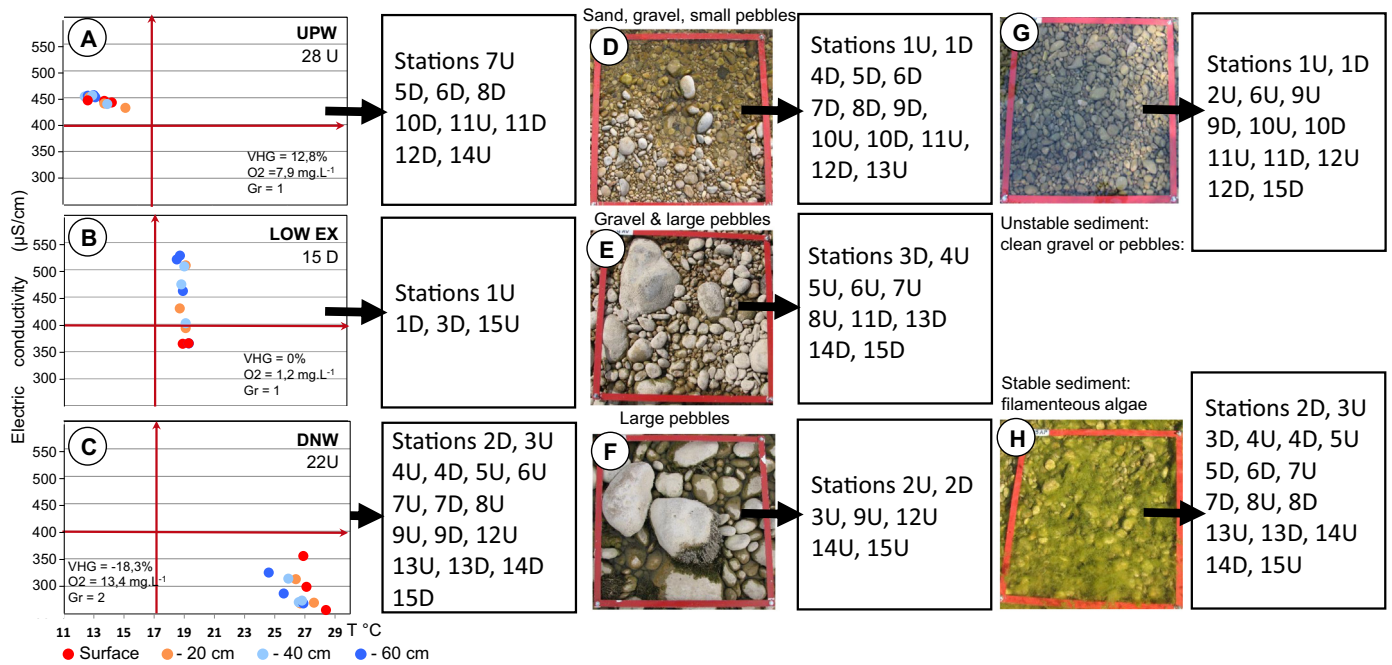 Electric conductivity (µS/cm)
A
UPW
28 U
550
500
450
400
350
300
VHG = 12,8%
O2 =7,9 mg.L-1
Gr = 1
Stations 7U
5D, 6D, 8D
10D, 11U, 11D
12D, 14U
B
LOW EX
15 D
550
500
450
400
350
300
VHG = 0%
O2 = 1,2 mg.L-1
Gr = 1
Stations 1U
1D, 3D, 15U
C
DNW
22U
550
500
450
400
350
300
VHG = -18,3%
O2 = 13,4 mg.L-1
Gr = 2
11 13 15 17 19 21 23 25 27 29 T °C
Surface - 20 cm - 40 cm - 60 cm
Stations 2D, 3U
4U, 4D, 5U, 6U
7U, 7D, 8U
9U, 9D, 12U
13U, 13D, 14D
15D
Sand, gravel, small pebbles
D
Stations 1U, 1D
4D, 5D, 6D
7D, 8D, 9D,
10U, 10D, 11U,
12D, 13U
Gravel & large pebbles
E
Stations 3D, 4U
5U, 6U, 7U
8U, 11D, 13D
14D, 15D
Large pebbles
F
Stations 2U, 2D
3U, 9U, 12U
14U, 15U
G
Unstable sediment:
clean gravel or pebbles:
Stations 1U, 1D
2U, 6U, 9U
9D, 10U, 10D
11U, 11D, 12U
12D, 15D
Stable sediment:
filamenteous algae
H
Stations 2D, 3U
3D, 4U, 4D, 5U
5D, 6D, 7U
7D, 8U, 8D
13U, 13D, 14U
14D, 15U